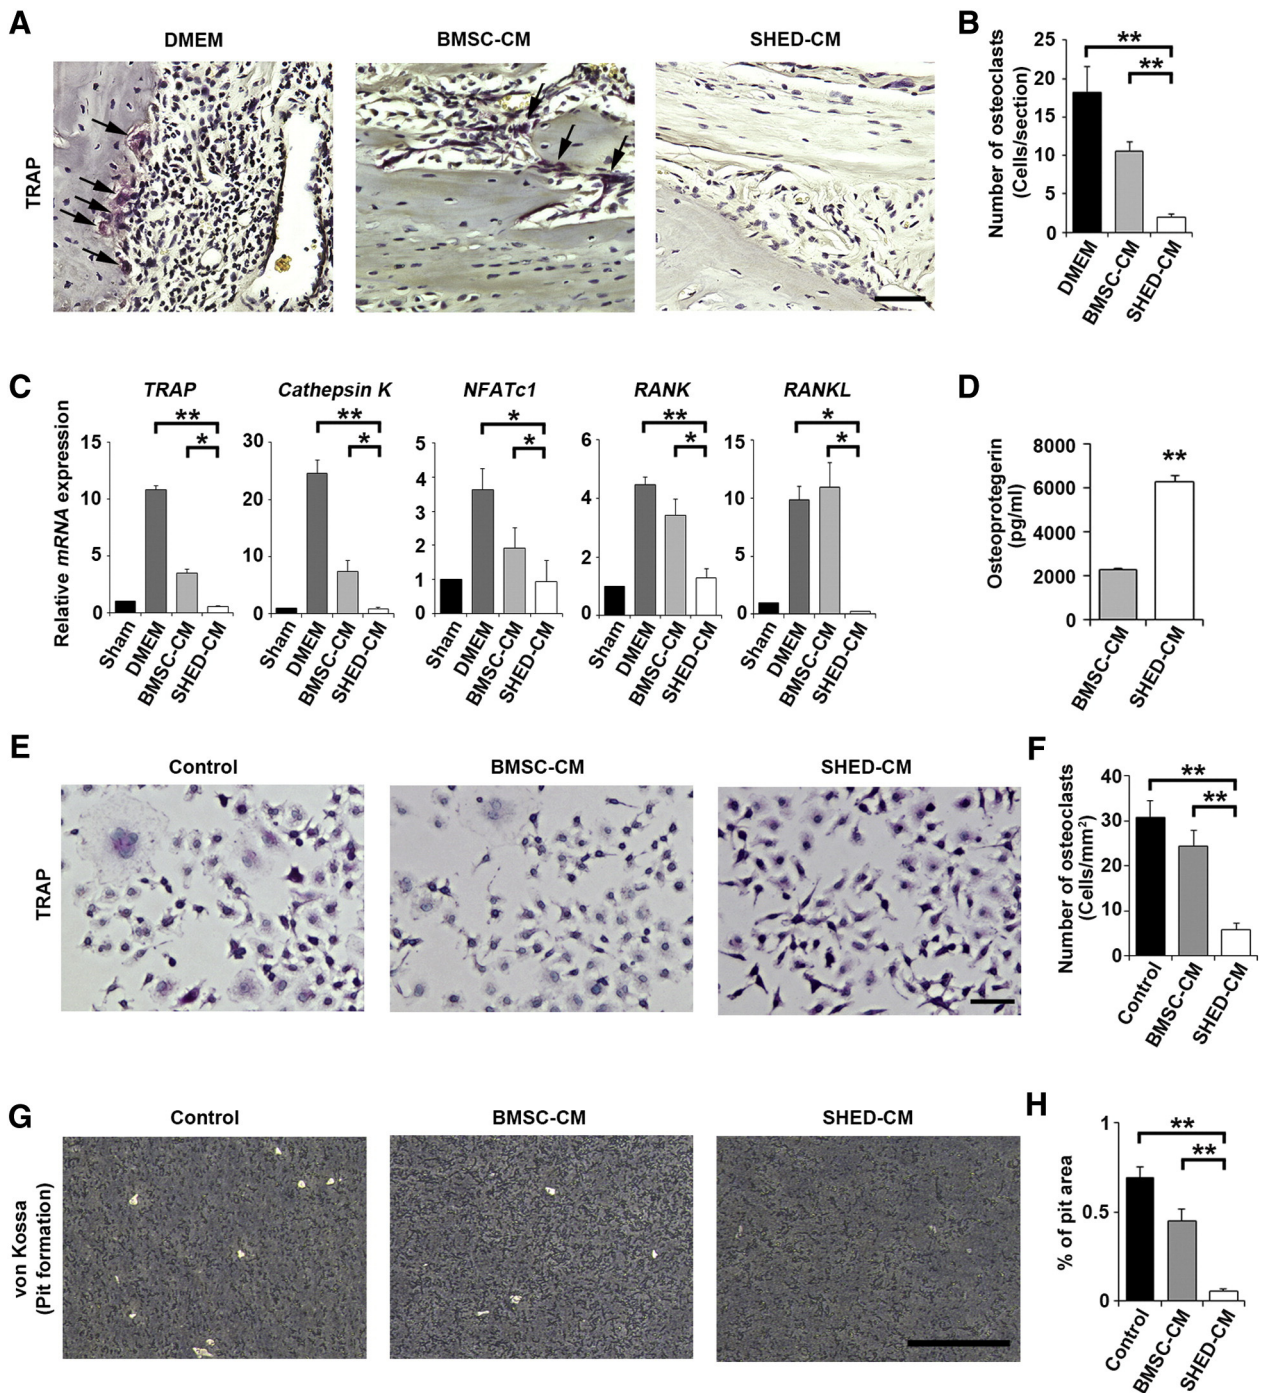 A
DMEM
BMSC-CM
SHED-CM
TRAP
B
Number of osteoclasts
(Cells/section)
25
20
15
10
5
0
**
**
DMEM
BMSC-CM
SHED-CM
C
Relative mRNA expression
TRAP
**
*
15
10
5
0
Sham
DMEM
BMSC-CM
SHED-CM
Cathepsin K
**
*
30
20
10
0
Sham
DMEM
BMSC-CM
SHED-CM
NFATc1
*
*
5
4
3
2
1
0
Sham
DMEM
BMSC-CM
SHED-CM
RANK
**
*
6
4
2
0
Sham
DMEM
BMSC-CM
SHED-CM
RANKL
*
*
15
10
5
0
Sham
DMEM
BMSC-CM
SHED-CM
D
Osteoprotegerin
(pg/ml)
8000
6000
4000
2000
0
**
BMSC-CM
SHED-CM
E
Control
BMSC-CM
SHED-CM
TRAP
F
Number of osteoclasts
(Cells/mm²)
40
30
20
10
0
**
**
Control
BMSC-CM
SHED-CM
G
Control
BMSC-CM
SHED-CM
von Kossa
(Pit formation)
H
% of pit area
1
0.5
0
**
**
Control
BMSC-CM
SHED-CM